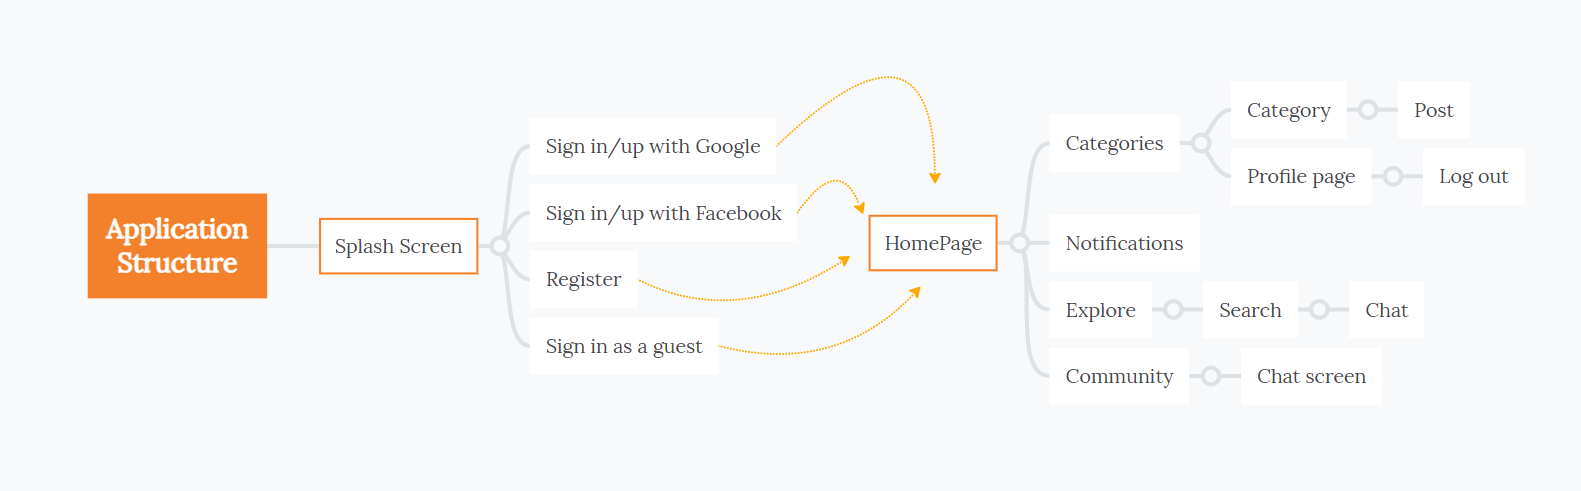 Application
Structure
Splash Screen
Sign in/up with Google
Sign in/up with Facebook
Register
Sign in as a guest
HomePage
Categories
Category
Post
Profile page
Log out
Notifications
Explore
Search
Chat
Community
Chat screen